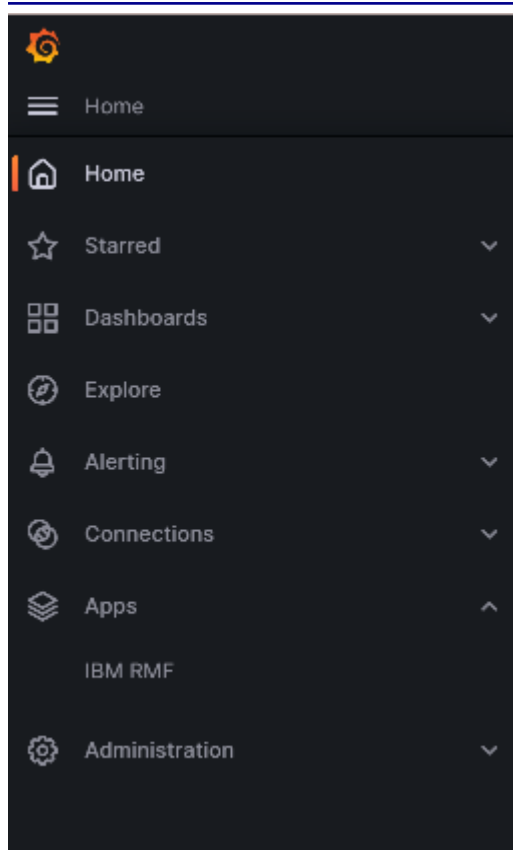 Home
Home
Starred
Dashboards
Explore
Alerting
Connections
Apps
IBM RMF
Administration